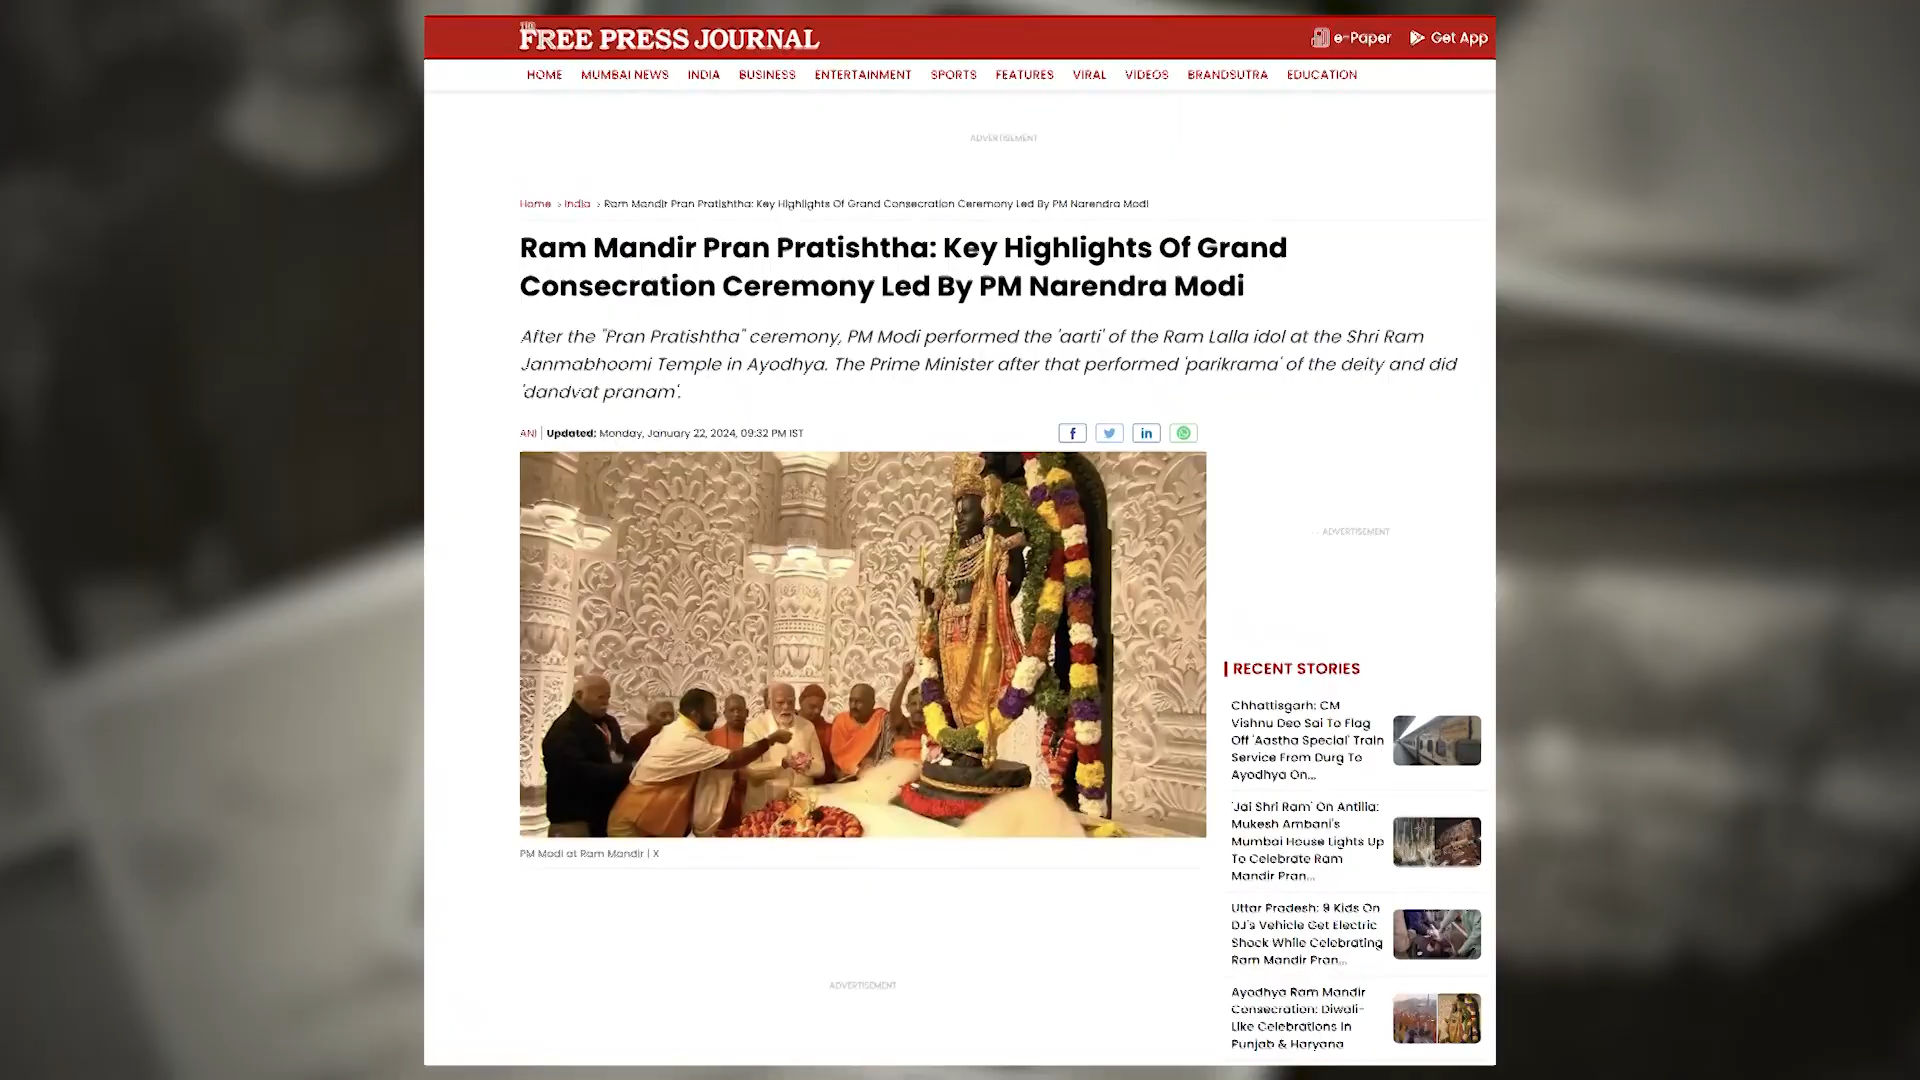 THE
FREE PRESS JOURNAL
e-Paper
Get App
HOME MUMBAI NEWS INDIA BUSINESS ENTERTAINMENT SPORTS FEATURES VIRAL VIDEOS BRANDSUTRA EDUCATION
ADVERTISEMENT
Home > India > Ram Mandir Pran Pratishtha: Key Highlights Of Grand Consecration Ceremony Led By PM Narendra Modi
Ram Mandir Pran Pratishtha: Key Highlights Of Grand
Consecration Ceremony Led By PM Narendra Modi
After the "Pran Pratishtha" ceremony, PM Modi performed the 'aarti' of the Ram Lalla idol at the Shri Ram
Janmabhoomi Temple in Ayodhya. The Prime Minister after that performed 'parikrama' of the deity and did
'dandvat pranam'.
ANI | Updated: Monday, January 22, 2024, 09:32 PM IST
PM Modi at Ram Mandir | X
ADVERTISEMENT
ADVERTISEMENT
RECENT STORIES
Chhattisgarh: CM
Vishnu Deo Sai To Flag
Off 'Aastha Special' Train
Service From Durg To
Ayodhya On...
'Jai Shri Ram' On Antilia:
Mukesh Ambani's
Mumbai House Lights Up
To Celebrate Ram
Mandir Pran...
Uttar Pradesh: 9 Kids On
DJ's Vehicle Get Electric
Shock While Celebrating
Ram Mandir Pran...
Ayodhya Ram Mandir
Consecration: Diwali-
Like Celebrations In
Punjab & Haryana